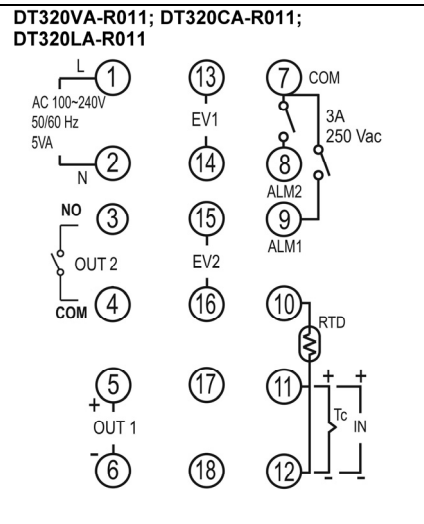 DT320VA-R011; DT320CA-R011;
DT320LA-R011
L
1
13
7
COM
AC 100~240V
50/60 Hz
5VA
EV1
3A
250 Vac
N
2
14
8
ALM2
NO
3
15
9
ALM1
OUT 2
EV2
COM
4
16
10
RTD
5
17
11
+
+
+
OUT 1
Tc
IN
-
6
18
12
-
-